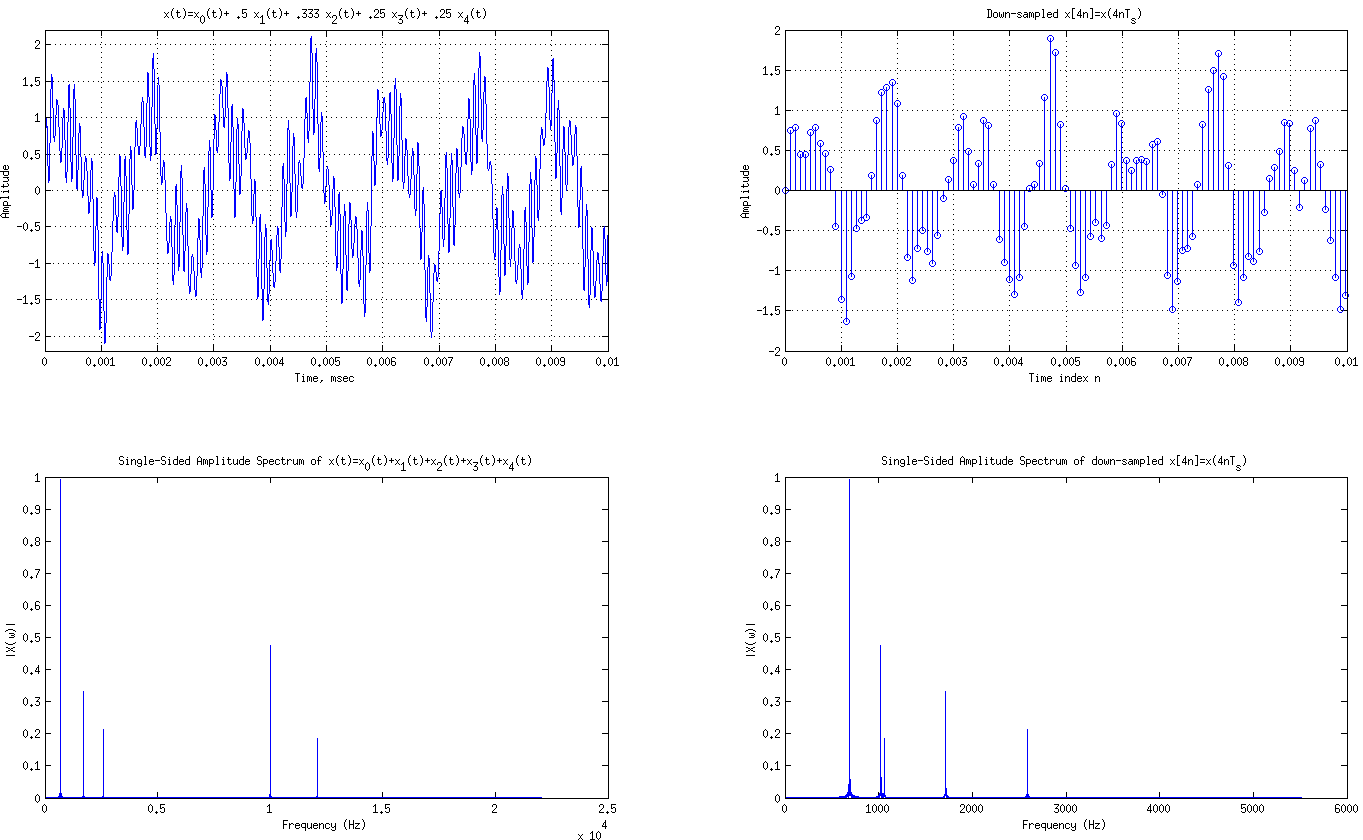 x(t)=x0(t)+ .5 x1(t)+ .333 x2(t)+ .25 x3(t)+ .25 x4(t)
2
1.5
1
0.5
0
-0.5
-1
-1.5
-2
Amplitude
0 0.001 0.002 0.003 0.004 0.005 0.006 0.007 0.008 0.009 0.01
Time, msec
Down-sampled x[4n]=x(4nTs)
2
1.5
1
0.5
0
-0.5
-1
-1.5
-2
Amplitude
0 0.001 0.002 0.003 0.004 0.005 0.006 0.007 0.008 0.009 0.01
Time index n
Single-Sided Amplitude Spectrum of x(t)=x0(t)+x1(t)+x2(t)+x3(t)+x4(t)
1
0.9
0.8
0.7
0.6
0.5
0.4
0.3
0.2
0.1
0
|X(w)|
0 0.5 1 1.5 2 2.5
Frequency (Hz)
x 10 4
Single-Sided Amplitude Spectrum of down-sampled x[4n]=x(4nTs)
1
0.9
0.8
0.7
0.6
0.5
0.4
0.3
0.2
0.1
0
|X(w)|
0 1000 2000 3000 4000 5000 6000
Frequency (Hz)